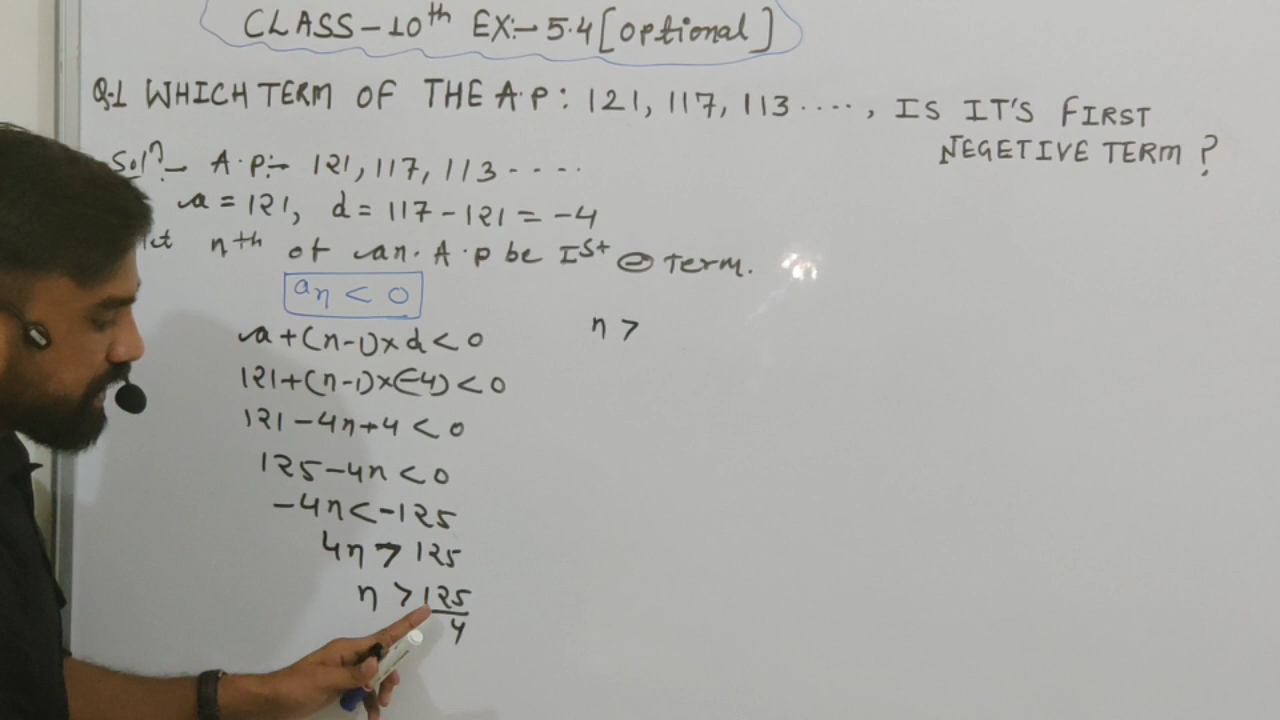 CLASS-10th EX:- 5.4 [Optional]
Q.1 WHICH TERM OF THE A.P: 121, 117, 113 ...., IS IT'S FIRST
NEGETIVE TERM ?
Sol?- A.P:- 121, 117, 113 ----
a = 121, d = 117 - 121 = -4
nth of an. A.P be Ist ⊖ Term.
an < 0
a + (n-1) x d < 0
121 + (n-1) x (-4) < 0
121 - 4n + 4 < 0
125 - 4n < 0
-4n < -125
4n > 125
n > 125/4
n >